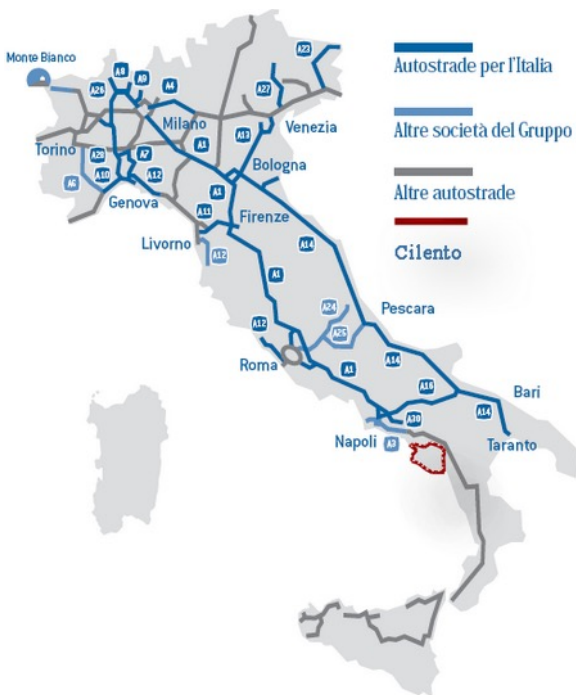 Monte Bianco
A23
A8
A9
A26
A4
A27
Milano
A1
A13
Venezia
Torino
A20
A7
Bologna
A6
A10
A12
A1
Genova
A11
Firenze
Livorno
A12
A14
A1
A24
Pescara
A12
A25
Roma
A14
A1
A16
Bari
A30
A14
Napoli
A3
Taranto
Autostrade per l'Italia
Altre società del Gruppo
Altre autostrade
Cilento